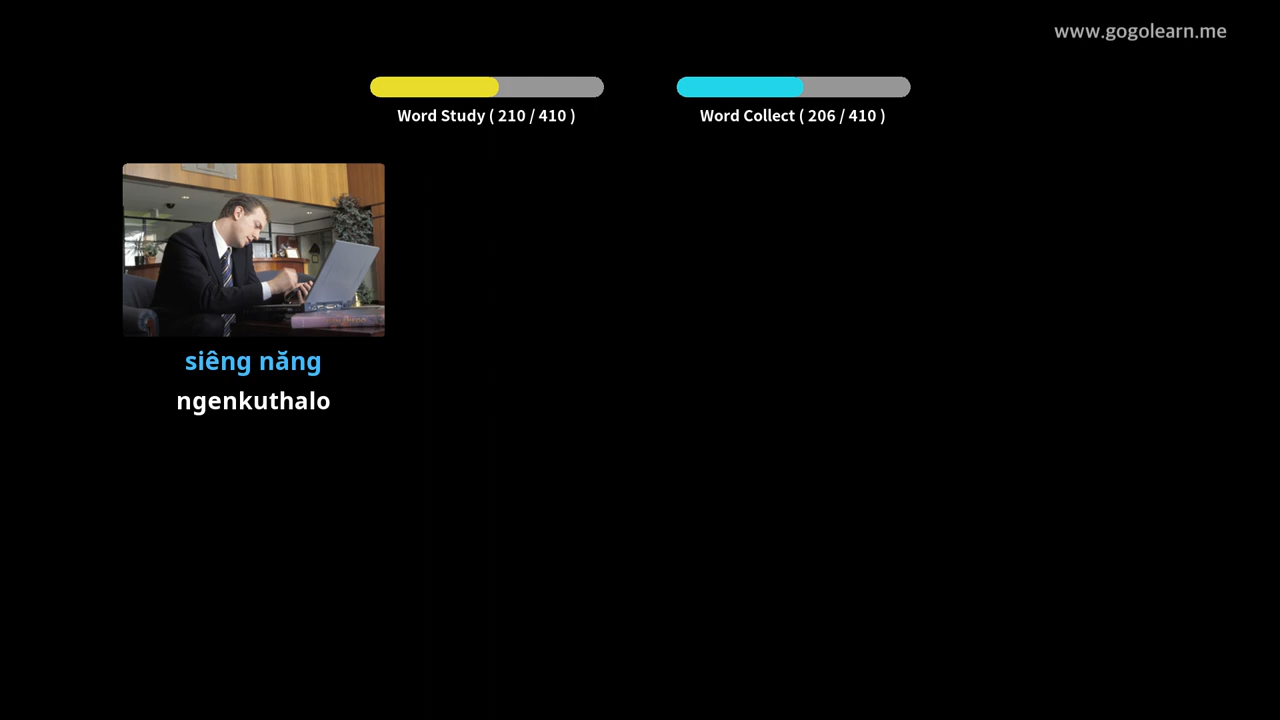 www.gogolearn.me
Word Study ( 210 / 410 )
Word Collect ( 206 / 410 )
siêng năng
ngenkuthalo